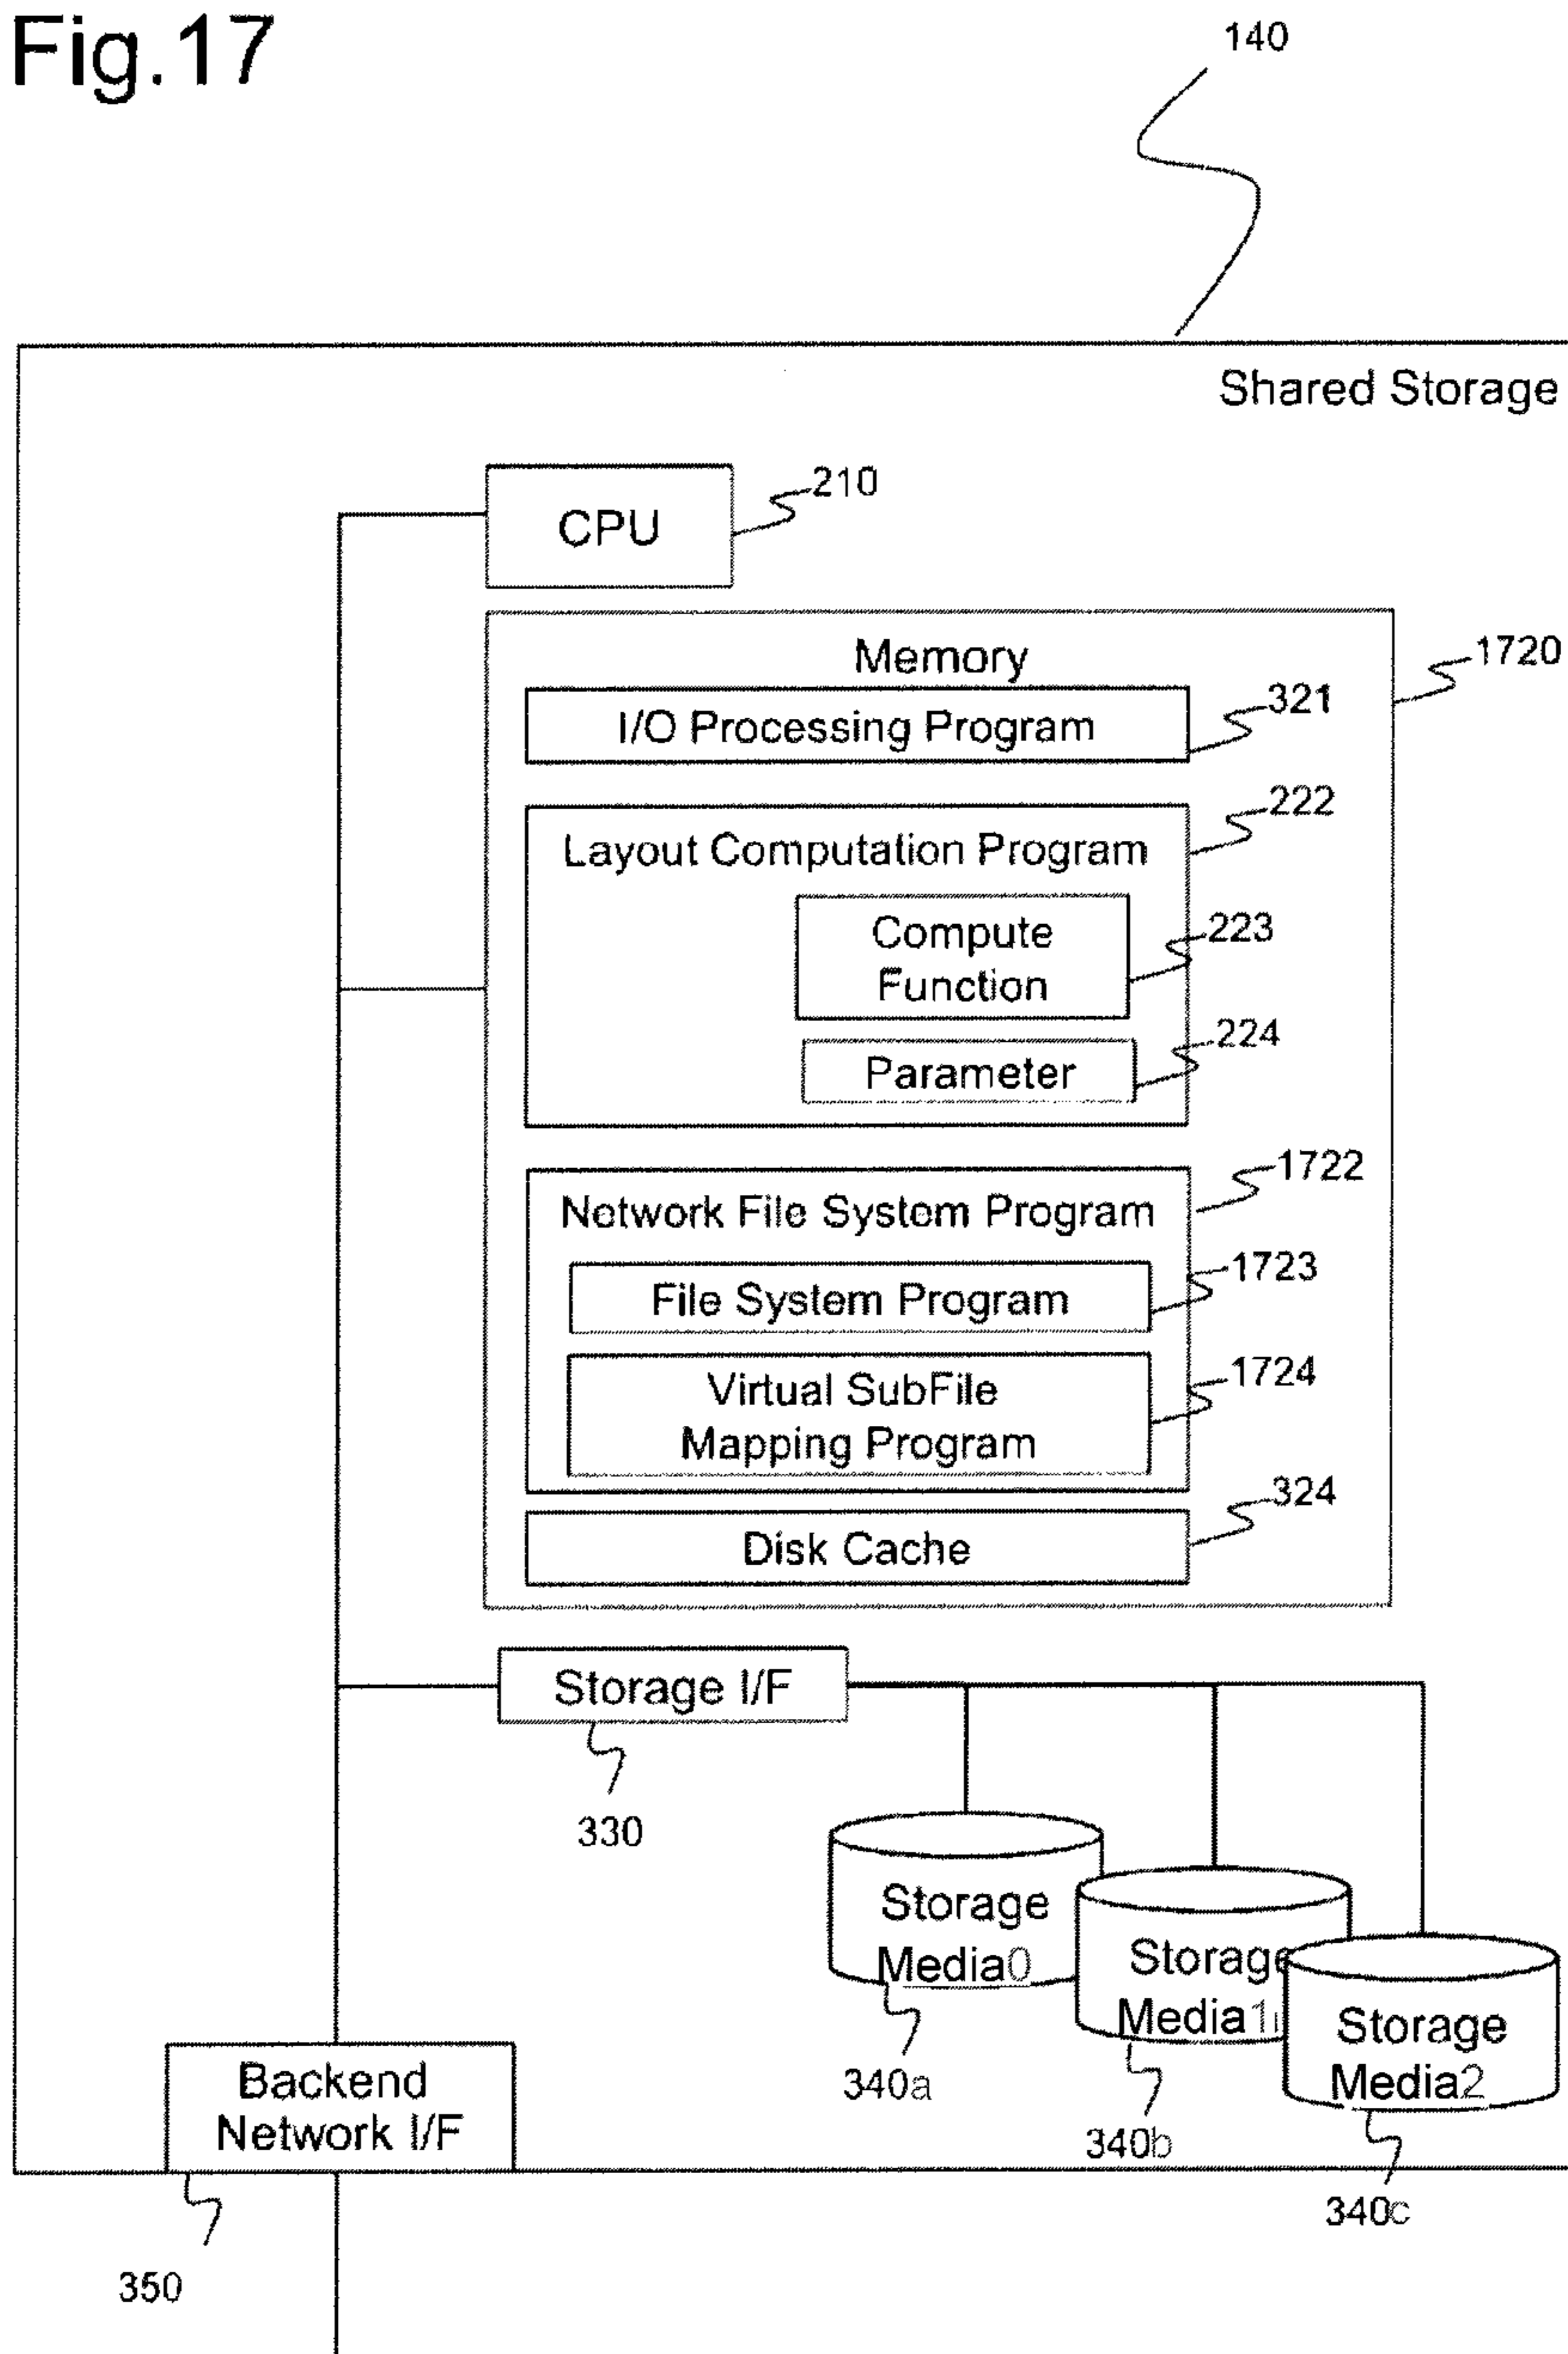 Fig.17
140
Shared Storage
CPU
210
Memory
1720
I/O Processing Program
321
Layout Computation Program
222
Compute
Function
223
Parameter
224
Network File System Program
1722
File System Program
1723
Virtual SubFile
Mapping Program
1724
Disk Cache
324
Storage I/F
330
Storage
Media0
340a
Storage
Media1
340b
Storage
Media2
340c
Backend
Network I/F
350